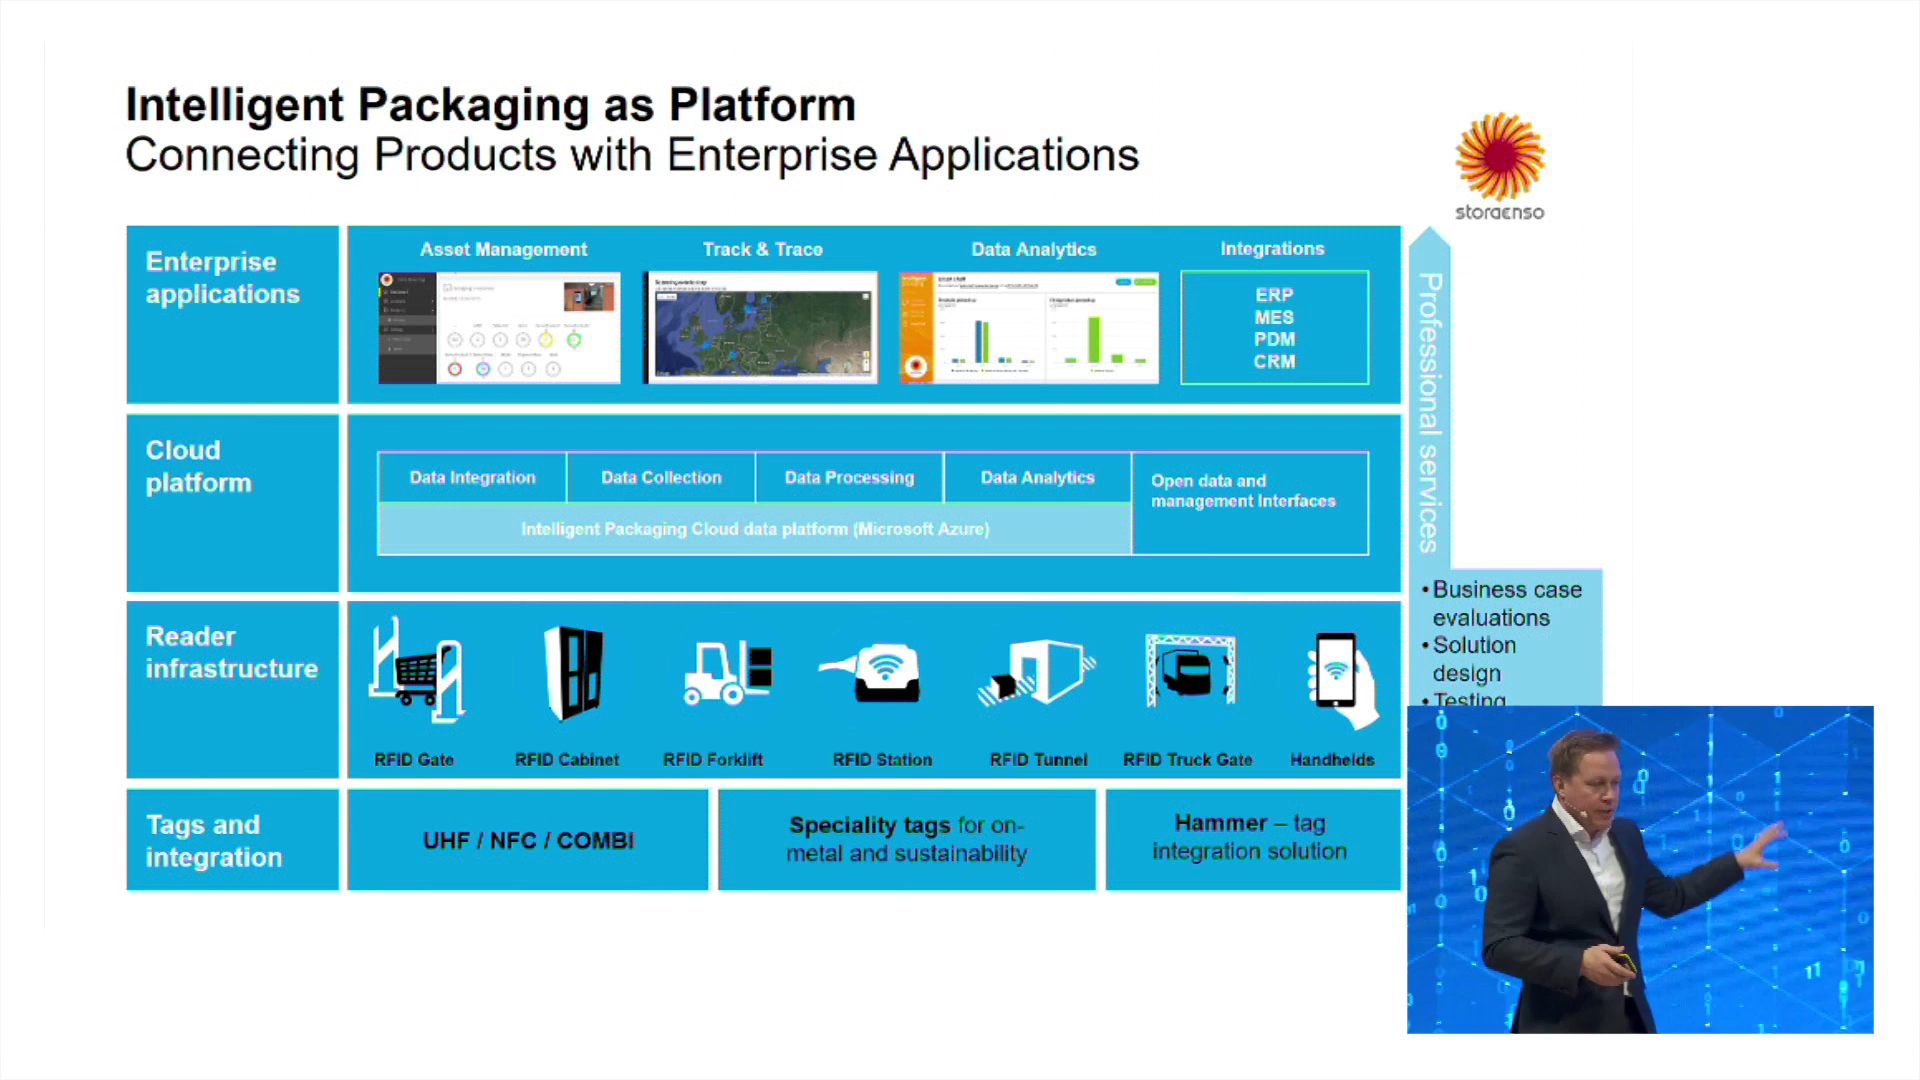 Intelligent Packaging as Platform
Connecting Products with Enterprise Applications
storaenso
Enterprise
applications
Asset Management
Track & Trace
Data Analytics
Integrations
ERP
MES
PDM
CRM
Professional services
Cloud
platform
Data Integration
Data Collection
Data Processing
Data Analytics
Open data and
management Interfaces
Intelligent Packaging Cloud data platform (Microsoft Azure)
• Business case
evaluations
• Solution
design
• Testing
Reader
infrastructure
RFID Gate
RFID Cabinet
RFID Forklift
RFID Station
RFID Tunnel
RFID Truck Gate
Handhelds
Tags and
integration
UHF / NFC / COMBI
Speciality tags for on-
metal and sustainability
Hammer – tag
integration solution